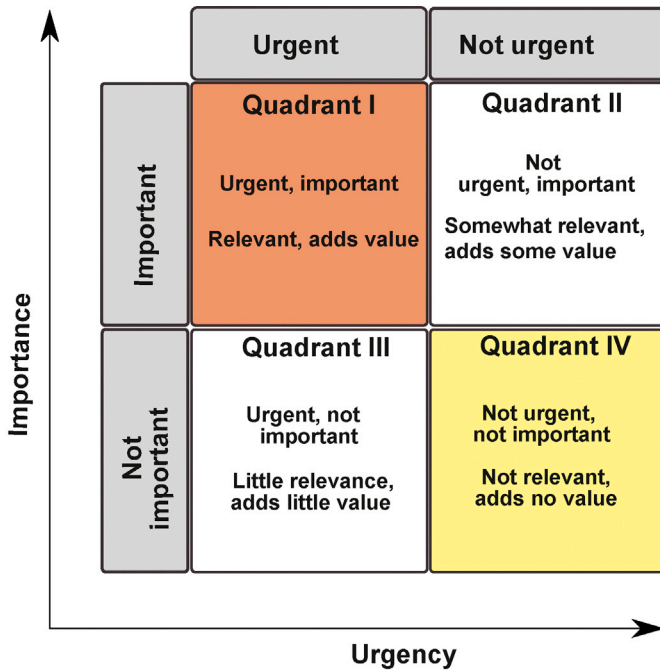 Urgent
Not urgent
Important
Quadrant I
Urgent, important
Relevant, adds value
Quadrant II
Not
urgent, important
Somewhat relevant,
adds some value
Not
important
Quadrant III
Urgent, not
important
Little relevance,
adds little value
Quadrant IV
Not urgent,
not important
Not relevant,
adds no value
Importance
Urgency